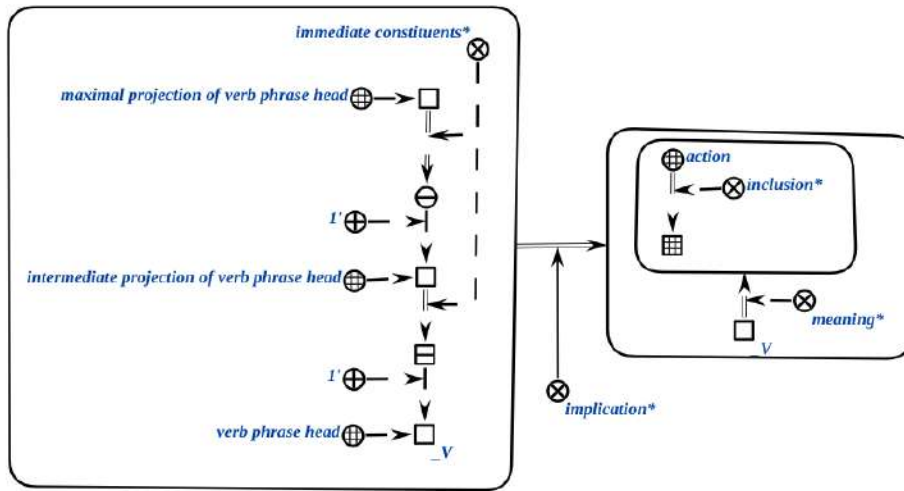 immediate constituents*
maximal projection of verb phrase head
1'
intermediate projection of verb phrase head
1'
verb phrase head
_V
implication*
action
inclusion*
meaning*
_V